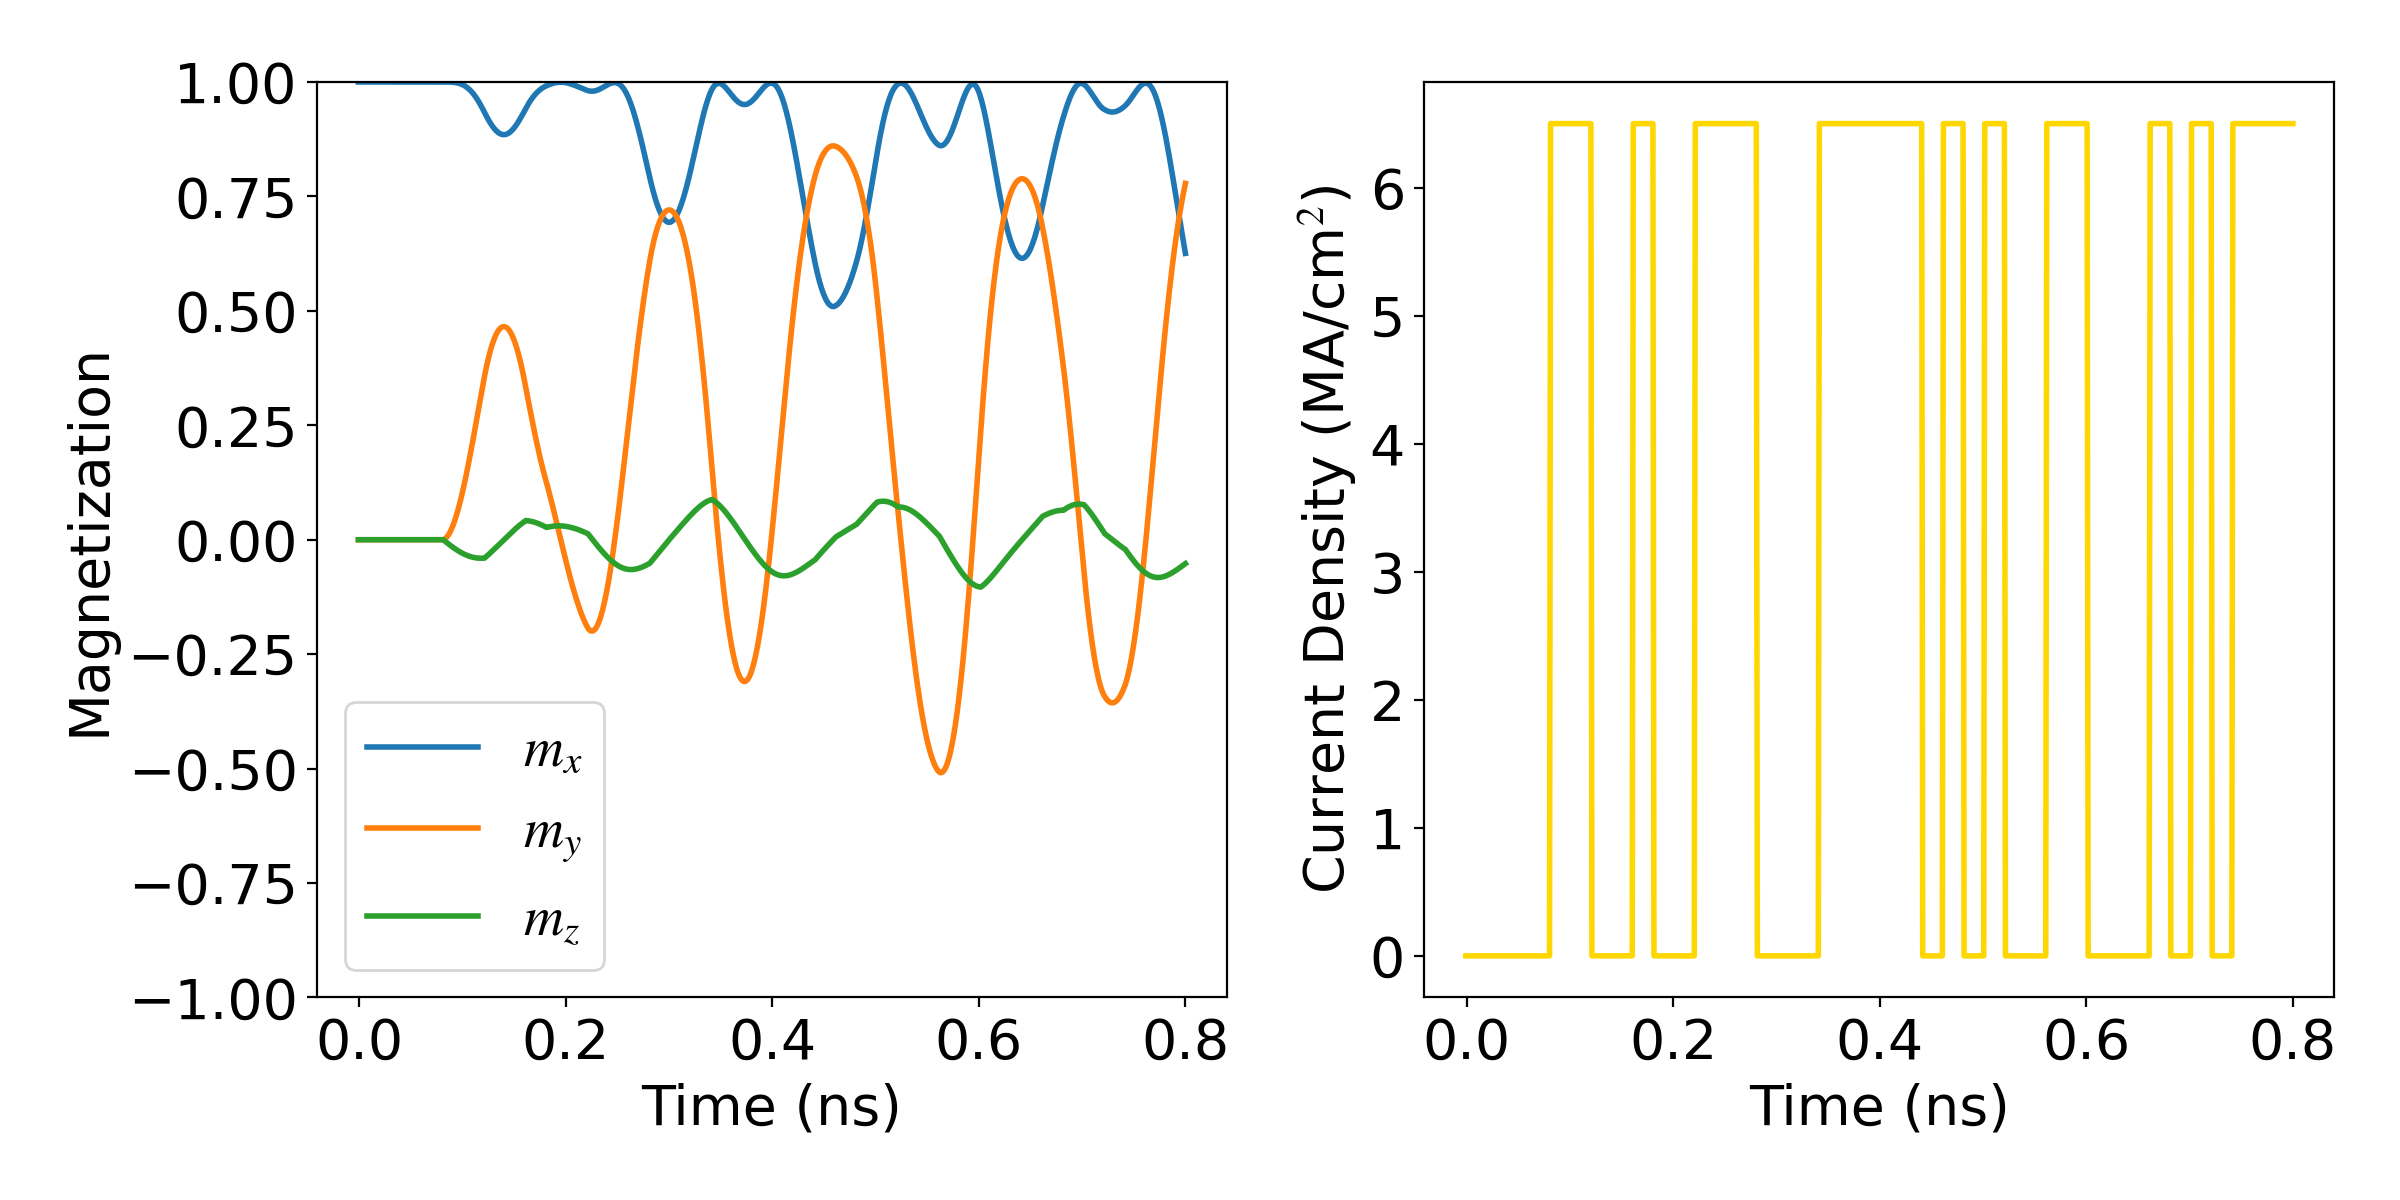 1.00
0.75
0.50
0.25
0.00
−0.25
−0.50
−0.75
−1.00
Magnetization
m_x
m_y
m_z
0.0 0.2 0.4 0.6 0.8
Time (ns)
6
5
4
3
2
1
0
Current Density (MA/cm²)
0.0 0.2 0.4 0.6 0.8
Time (ns)